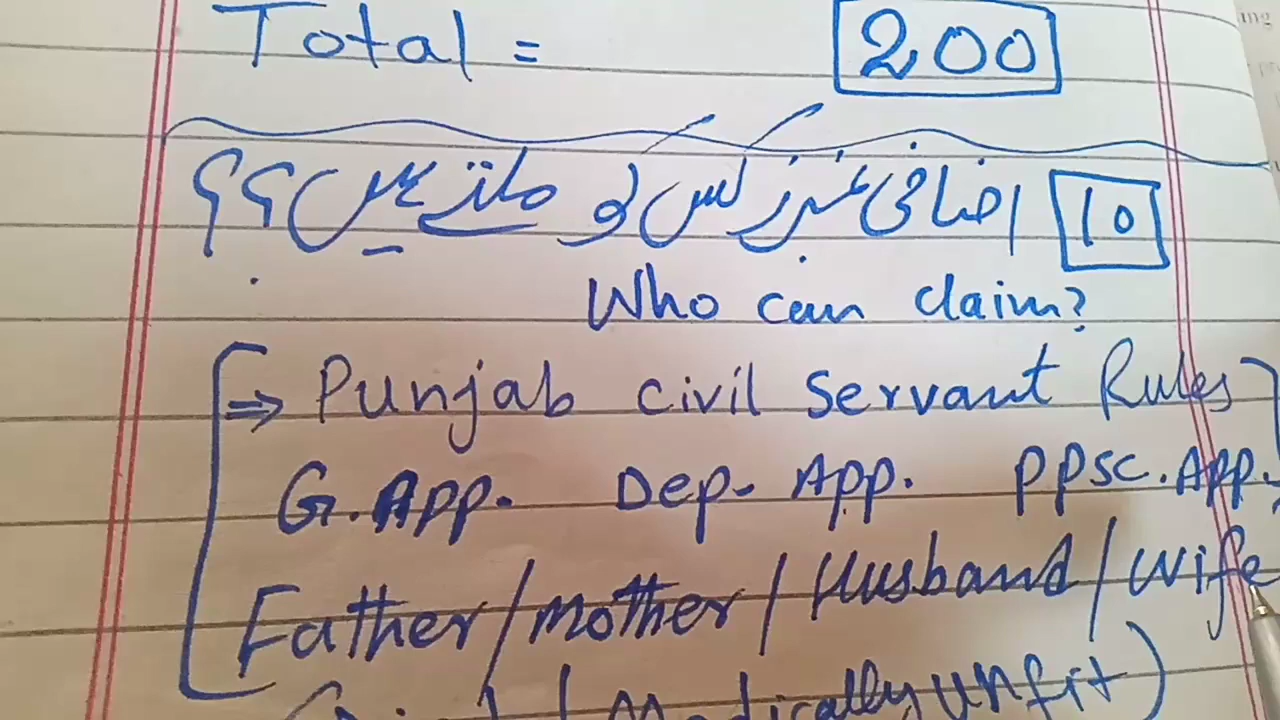 Total = 200
10 اضافی نمبرز کس کو ملتے ہیں؟؟
Who can claim?
⇒ Punjab civil servant Rules
G. App. Dep. App. PPSC. App.
Father/mother/Husband/wife
Medically unfit)